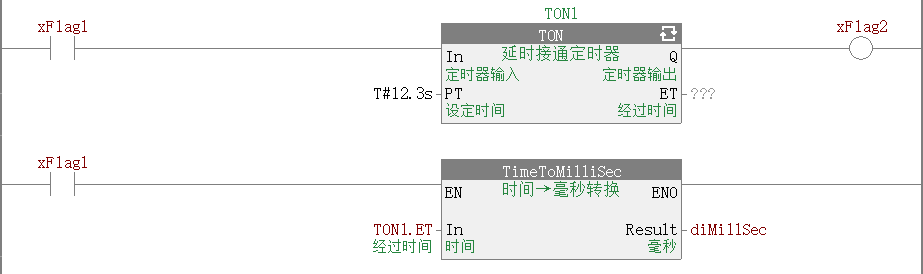 TON1
xFlag1 TON xFlag2
In 延时接通定时器 Q
定时器输入 定时器输出
T#12.3s PT ET ???
设定时间 经过时间
xFlag1 TimeToMilliSec
EN 时间→毫秒转换 ENO
TON1.ET In Result diMillSec
经过时间 时间 毫秒